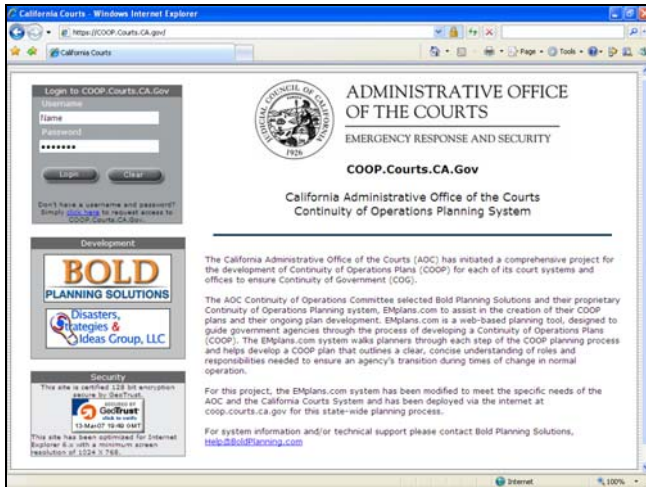 California Courts - Windows Internet Explorer
https://COOP.Courts.CA.gov/
California Courts
Page
Tools
Login to COOP.Courts.CA.Gov
Username
Name
Password
•••••••
Login Clear
Don't have a username and password?
Simply click here to request access to
COOP.Courts.CA.Gov.
Development
BOLD
PLANNING SOLUTIONS
Disasters,
Strategies &
Ideas Group, LLC
Security
This site is certified 128 bit encryption
secure by GeoTrust.
SECURED BY
GeoTrust
click to verify
13-Mar-07 19:49 GMT
This site has been optimized for Internet
Explorer 6.x with a minimum screen
resolution of 1024 X 768.
JUDICIAL COUNCIL OF CALIFORNIA
1926
ADMINISTRATIVE OFFICE
OF THE COURTS
EMERGENCY RESPONSE AND SECURITY
COOP.Courts.CA.Gov
California Administrative Office of the Courts
Continuity of Operations Planning System
The California Administrative Office of the Courts (AOC) has initiated a comprehensive project for
the development of Continuity of Operations Plans (COOP) for each of its court systems and
offices to ensure Continuity of Government (COG).
The AOC Continuity of Operations Committee selected Bold Planning Solutions and their proprietary
Continuity of Operations Planning system, EMplans.com, to assist in the creation of their COOP
plans and their ongoing plan development. EMplans.com is a web-based planning tool, designed to
guide government agencies through the process of developing a Continuity of Operations Plans
(COOP). The EMplans.com system walks planners through each step of the COOP planning process
and helps develop a COOP plan that outlines a clear, concise understanding of roles and
responsibilities needed to ensure an agency's transition during times of change in normal
operation.
For this project, the EMplans.com system has been modified to meet the specific needs of the
AOC and the California Courts System and has been deployed via the internet at
coop.courts.ca.gov for this state-wide planning process.
For system information and/or technical support please contact Bold Planning Solutions,
Help@BoldPlanning.com
Internet
100%